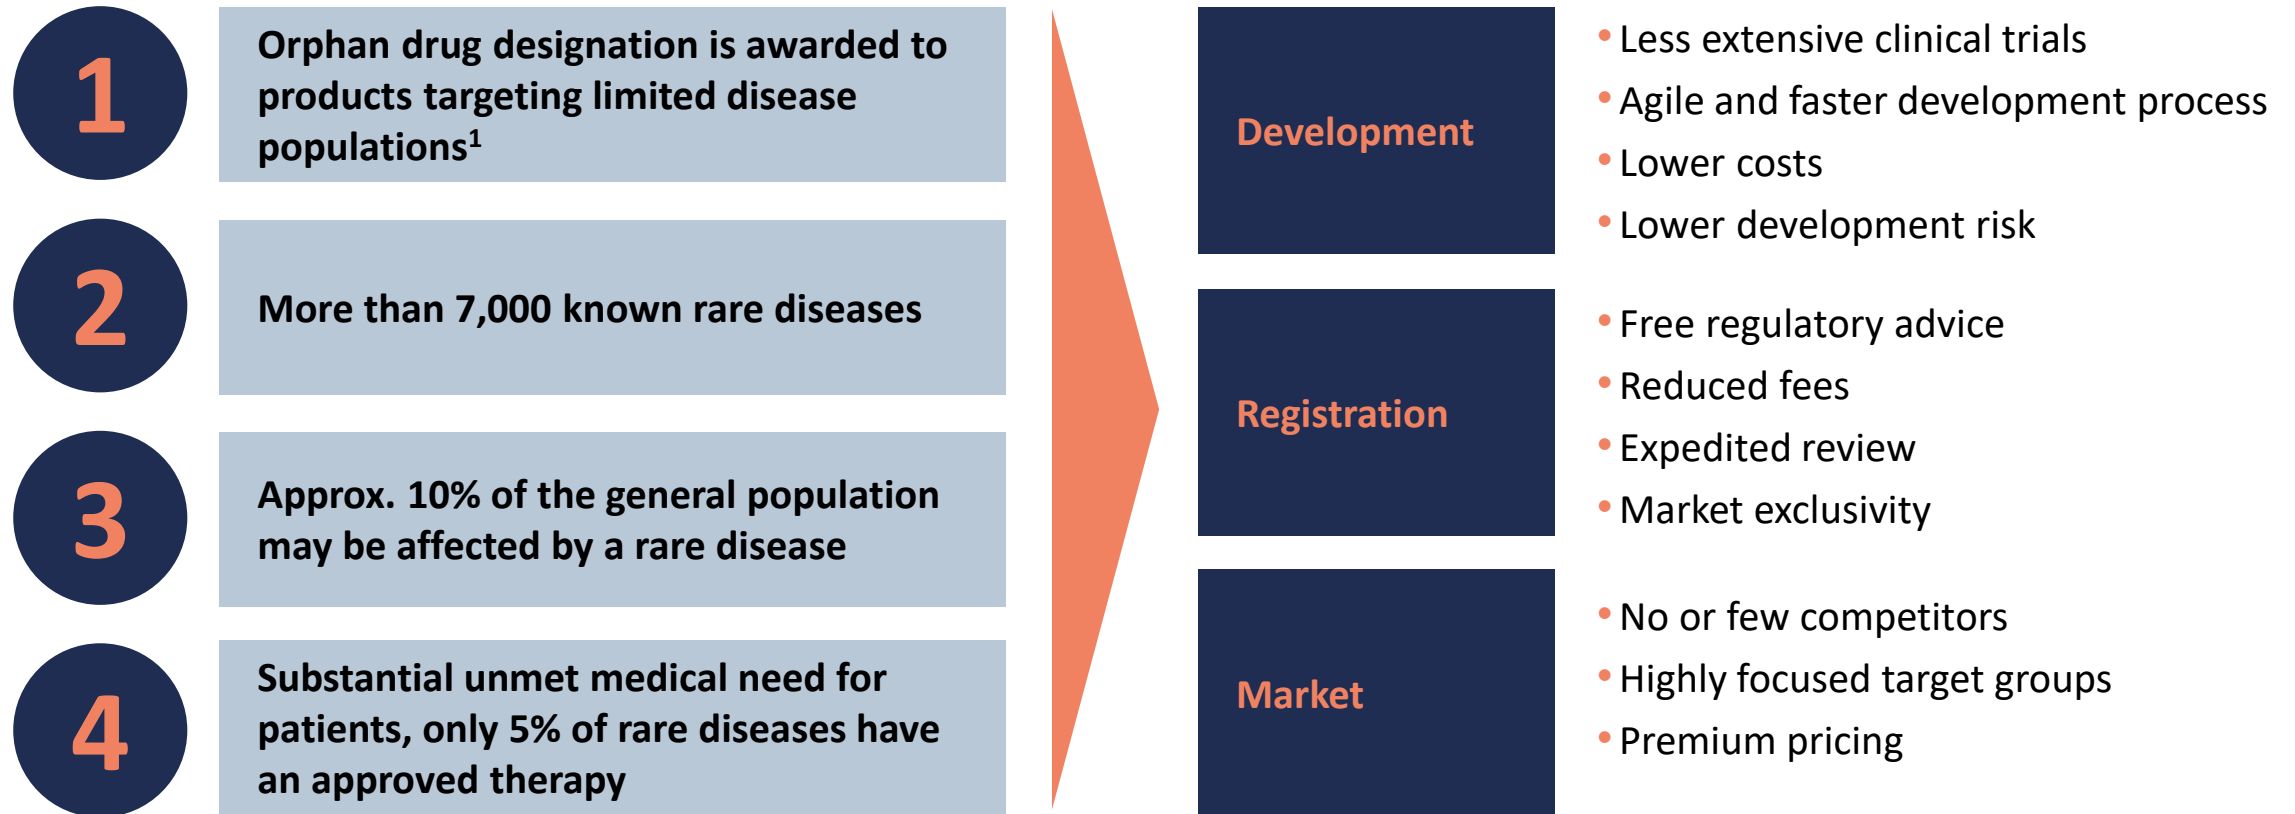 1
Orphan drug designation is awarded to
products targeting limited disease
populations¹
2
More than 7,000 known rare diseases
3
Approx. 10% of the general population
may be affected by a rare disease
4
Substantial unmet medical need for
patients, only 5% of rare diseases have
an approved therapy
Development
• Less extensive clinical trials
• Agile and faster development process
• Lower costs
• Lower development risk
Registration
• Free regulatory advice
• Reduced fees
• Expedited review
• Market exclusivity
Market
• No or few competitors
• Highly focused target groups
• Premium pricing